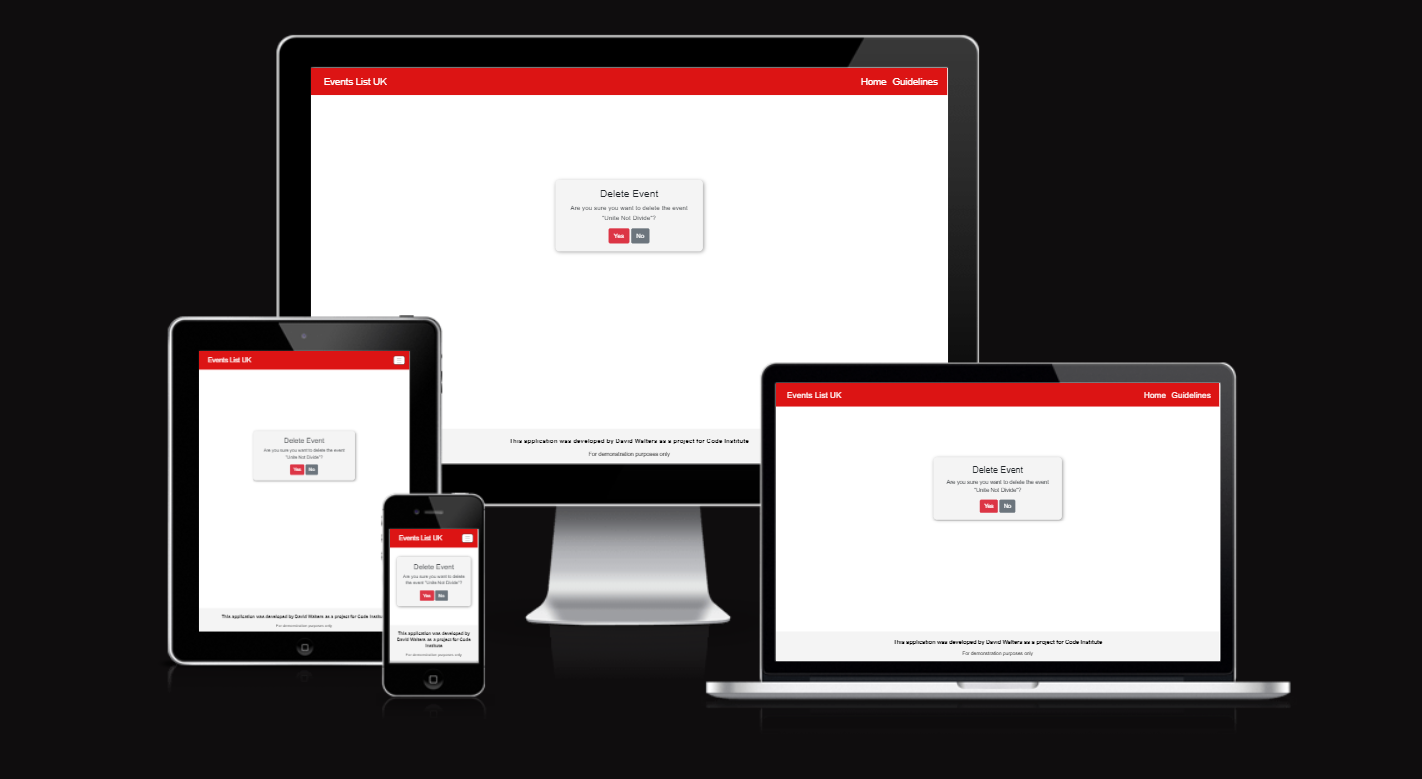 Events List UK
Home Guidelines
Delete Event
Are you sure you want to delete the event
"Unite Not Divide"?
Yes No
This application was developed by David Walters as a project for Code Institute
For demonstration purposes only
Events List UK
Delete Event
Are you sure you want to delete the event
"Unite Not Divide"?
Yes No
This application was developed by David Walters as a project for Code Institu
For demonstration purposes only
Events List UK
Delete Event
Are you sure you want to delete
the event "Unite Not Divide"?
Yes No
This application was developed by
David Walters as a project for Code
Institute
For demonstration purposes only
Events List UK
Home Guidelines
Delete Event
Are you sure you want to delete the event
"Unite Not Divide"?
Yes No
This application was developed by David Walters as a project for Code Institute
For demonstration purposes only